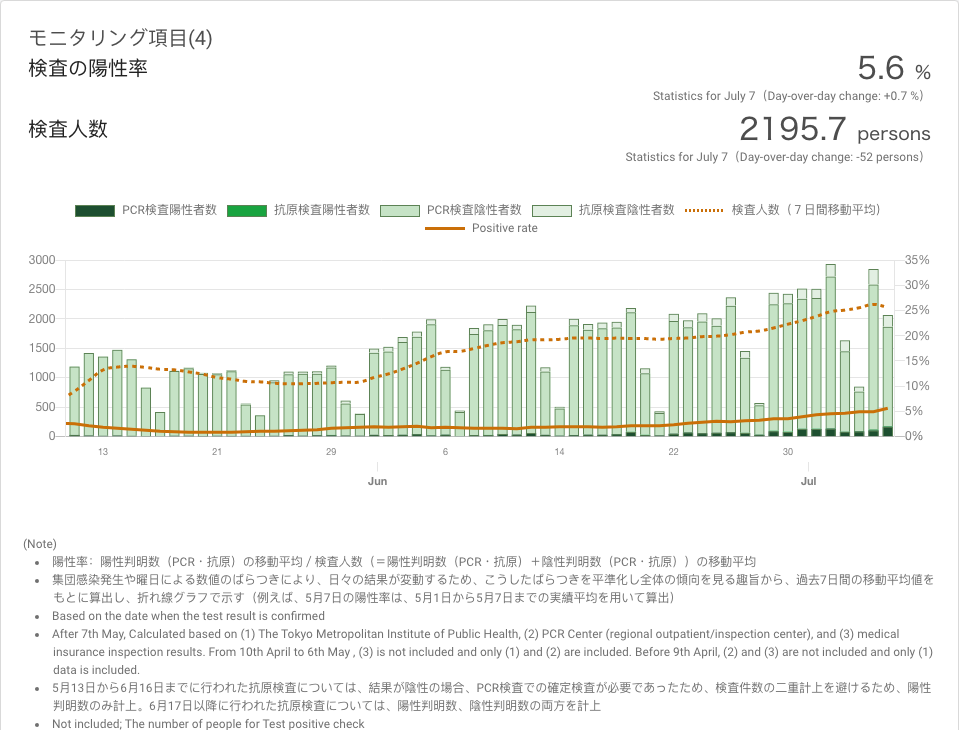 モニタリング項目(4)
検査の陽性率
5.6 %
Statistics for July 7（Day-over-day change: +0.7 %）
検査人数
2195.7 persons
Statistics for July 7（Day-over-day change: -52 persons）
PCR検査陽性者数 抗原検査陽性者数 PCR検査陰性者数 抗原検査陰性者数 検査人数（７日間移動平均）
Positive rate
3000 35%
30%
2500
25%
2000
20%
1500
15%
1000
10%
500
5%
0 0%
13 21 29 6 14 22 30
Jun Jul
(Note)
陽性率：陽性判明数（PCR・抗原）の移動平均 / 検査人数（＝陽性判明数（PCR・抗原）＋陰性判明数（PCR・抗原））の移動平均
集団感染発生や曜日による数値のばらつきにより、日々の結果が変動するため、こうしたばらつきを平準化し全体の傾向を見る趣旨から、過去7日間の移動平均値を
もとに算出し、折れ線グラフで示す（例えば、5月7日の陽性率は、5月1日から5月7日までの実績平均を用いて算出）
Based on the date when the test result is confirmed
After 7th May, Calculated based on (1) The Tokyo Metropolitan Institute of Public Health, (2) PCR Center (regional outpatient/inspection center), and (3) medical
insurance inspection results. From 10th April to 6th May , (3) is not included and only (1) and (2) are included. Before 9th April, (2) and (3) are not included and only (1)
data is included.
5月13日から6月16日までに行われた抗原検査については、結果が陰性の場合、PCR検査での確定検査が必要であったため、検査件数の二重計上を避けるため、陽性
判明数のみ計上。6月17日以降に行われた抗原検査については、陽性判明数、陰性判明数の両方を計上
Not included; The number of people for Test positive check